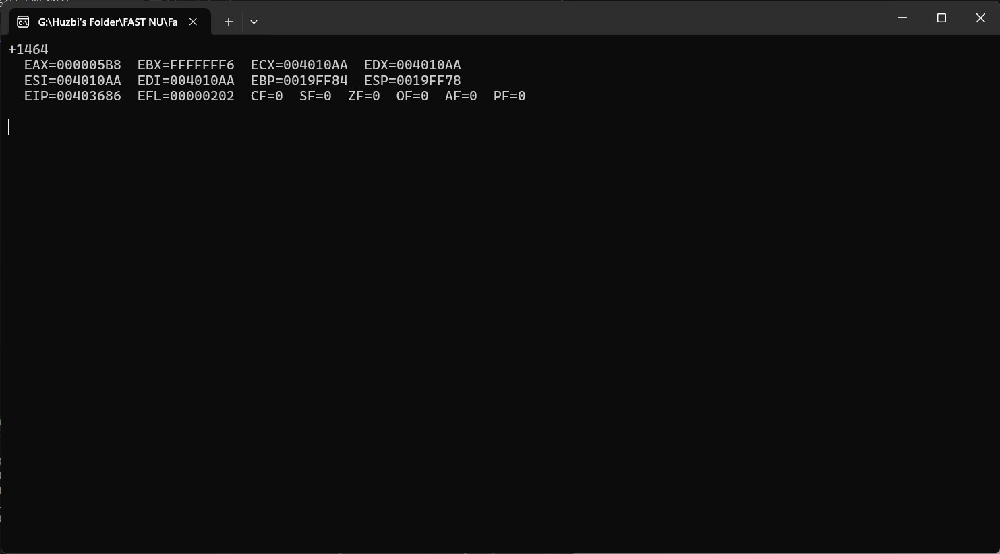 G:\Huzbi's Folder\FAST NU\Fa
+1464
EAX=000005B8  EBX=FFFFFFF6  ECX=004010AA  EDX=004010AA
ESI=004010AA  EDI=004010AA  EBP=0019FF84  ESP=0019FF78
EIP=00403686  EFL=00000202  CF=0  SF=0  ZF=0  OF=0  AF=0  PF=0